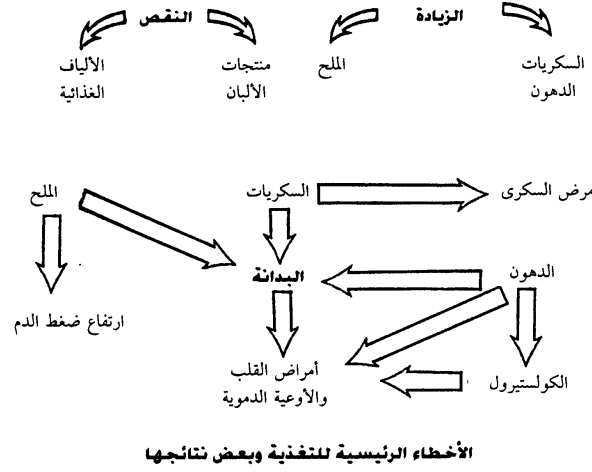 الزيادة
النقص
السكريات
الدهون
الملح
منتجات
الألبان
الألياف
الغذائية
مرض السكرى
السكريات
الملح
الدهون
البدانة
ارتفاع ضغط الدم
الكولستيرول
أمراض القلب
والأوعية الدموية
الأخطاء الرئيسية للتغذية وبعض نتائجها